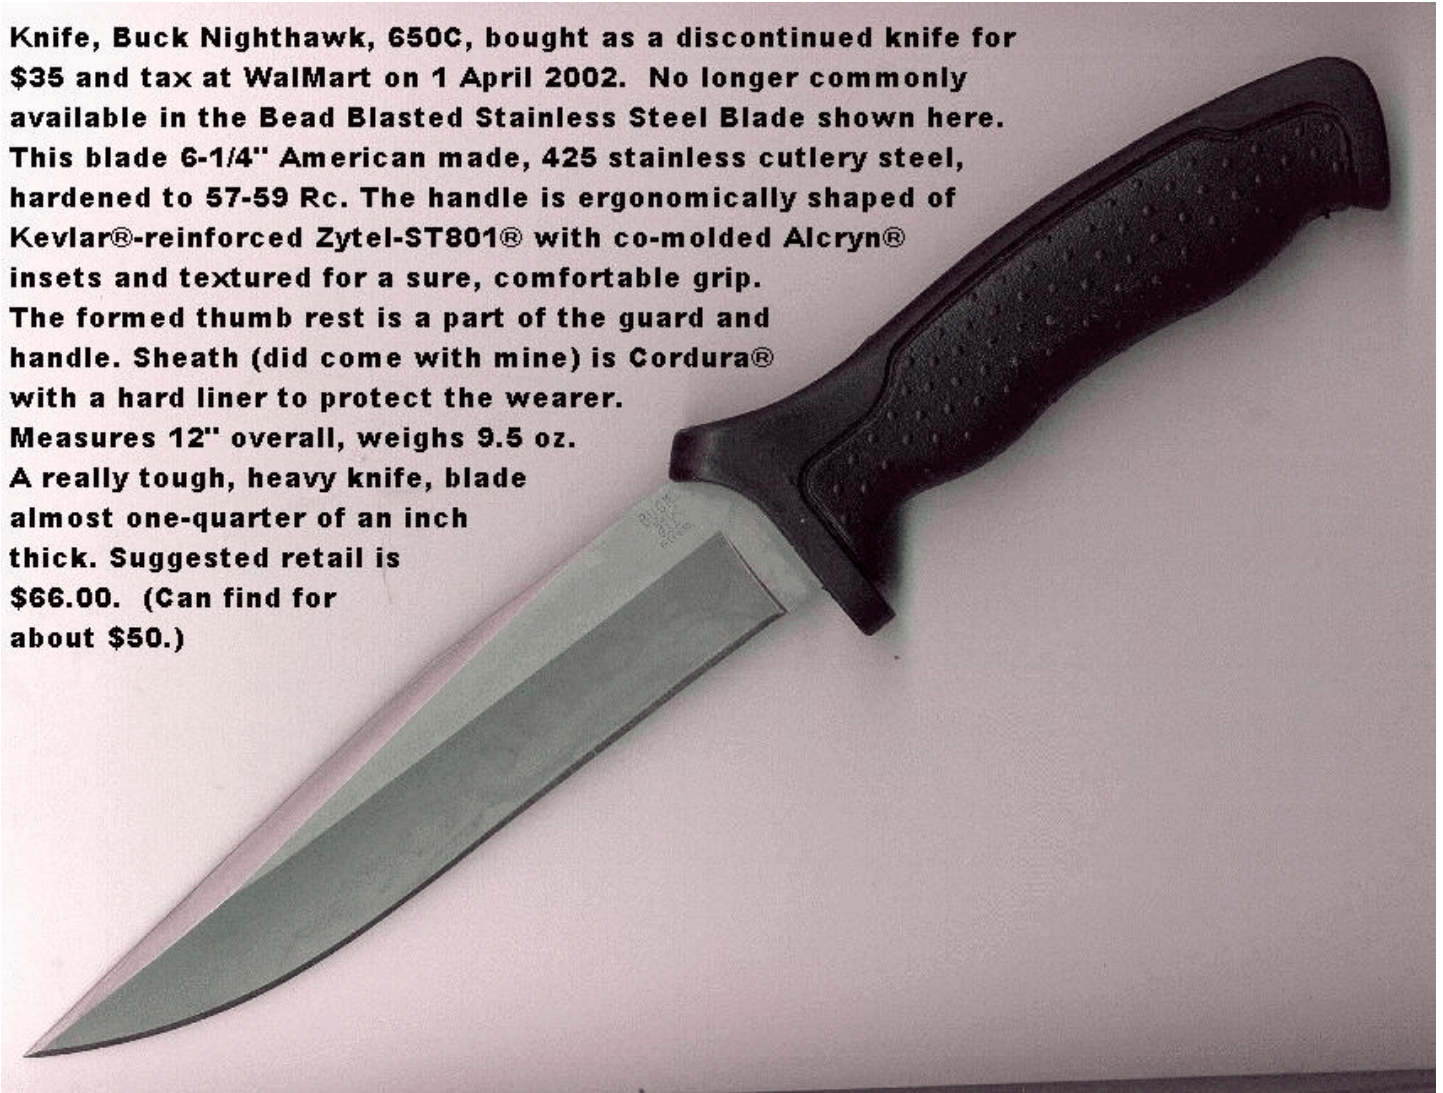 Knife, Buck Nighthawk, 650C, bought as a discontinued knife for
$35 and tax at WalMart on 1 April 2002.  No longer commonly
available in the Bead Blasted Stainless Steel Blade shown here.
This blade 6-1/4" American made, 425 stainless cutlery steel,
hardened to 57-59 Rc. The handle is ergonomically shaped of
Kevlar®-reinforced Zytel-ST801® with co-molded Alcryn®
insets and textured for a sure, comfortable grip.
The formed thumb rest is a part of the guard and
handle. Sheath (did come with mine) is Cordura®
with a hard liner to protect the wearer.
Measures 12" overall, weighs 9.5 oz.
A really tough, heavy knife, blade
almost one-quarter of an inch
thick. Suggested retail is
$66.00.  (Can find for
about $50.)
BUCK